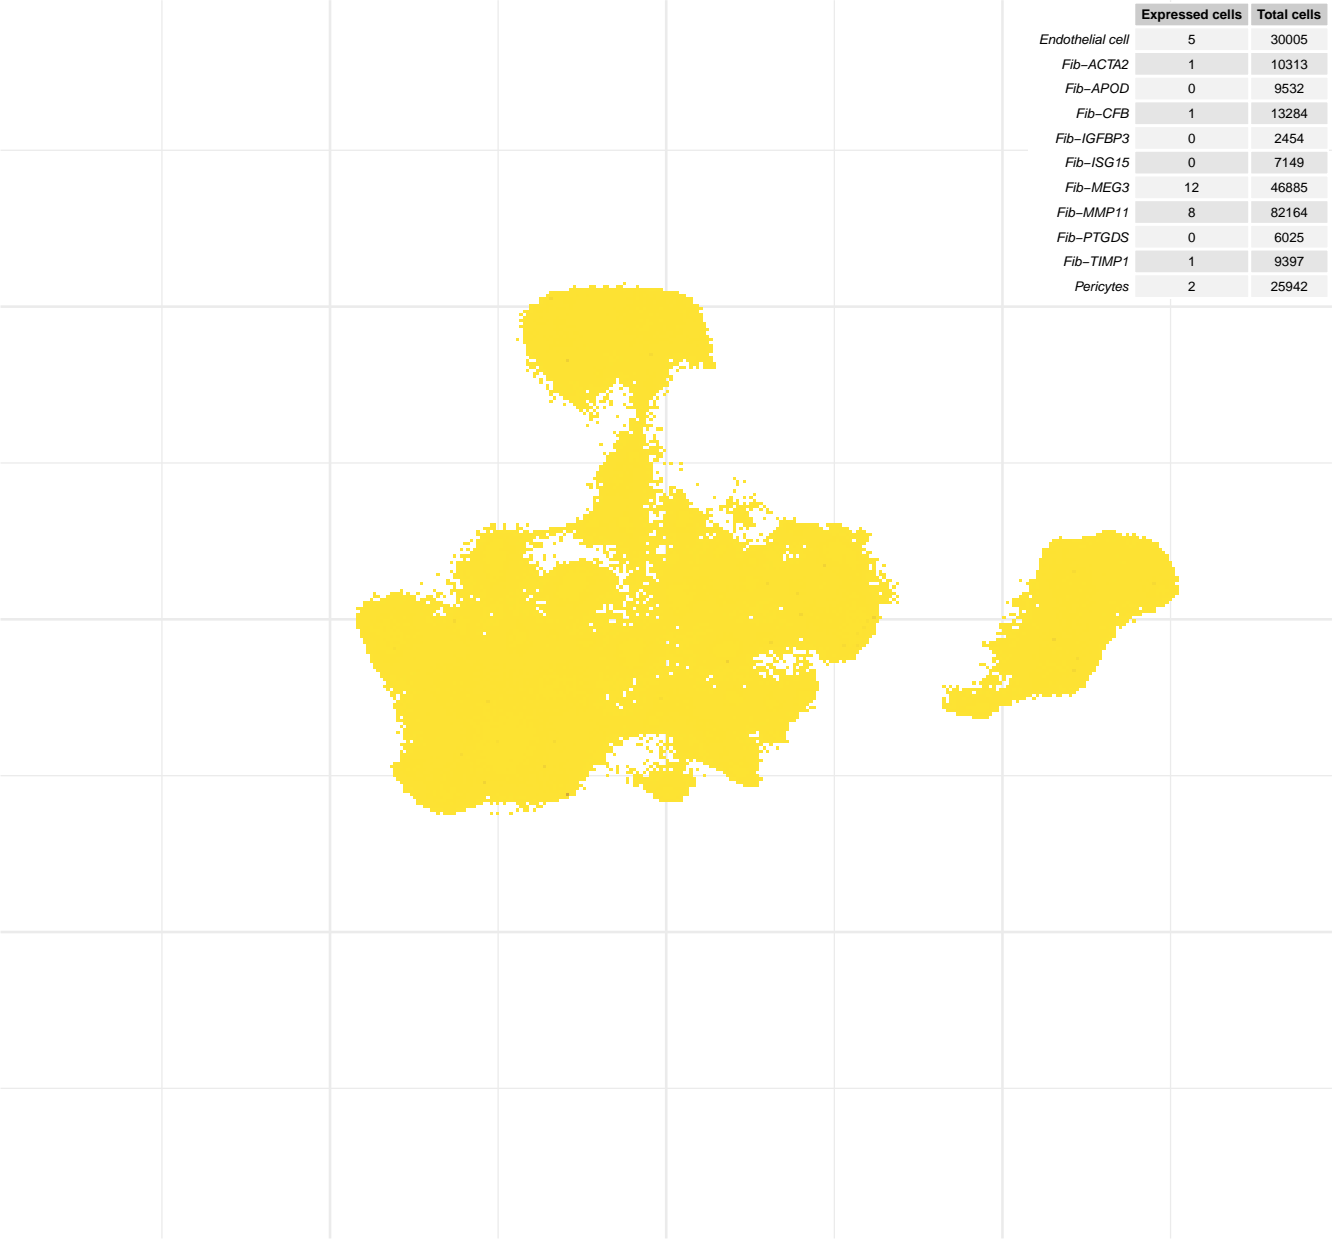 Expressed cells Total cells
Endothelial cell 5 30005
Fib−ACTA2 1 10313
Fib−APOD 0 9532
Fib−CFB 1 13284
Fib−IGFBP3 0 2454
Fib−ISG15 0 7149
Fib−MEG3 12 46885
Fib−MMP11 8 82164
Fib−PTGDS 0 6025
Fib−TIMP1 1 9397
Pericytes 2 25942